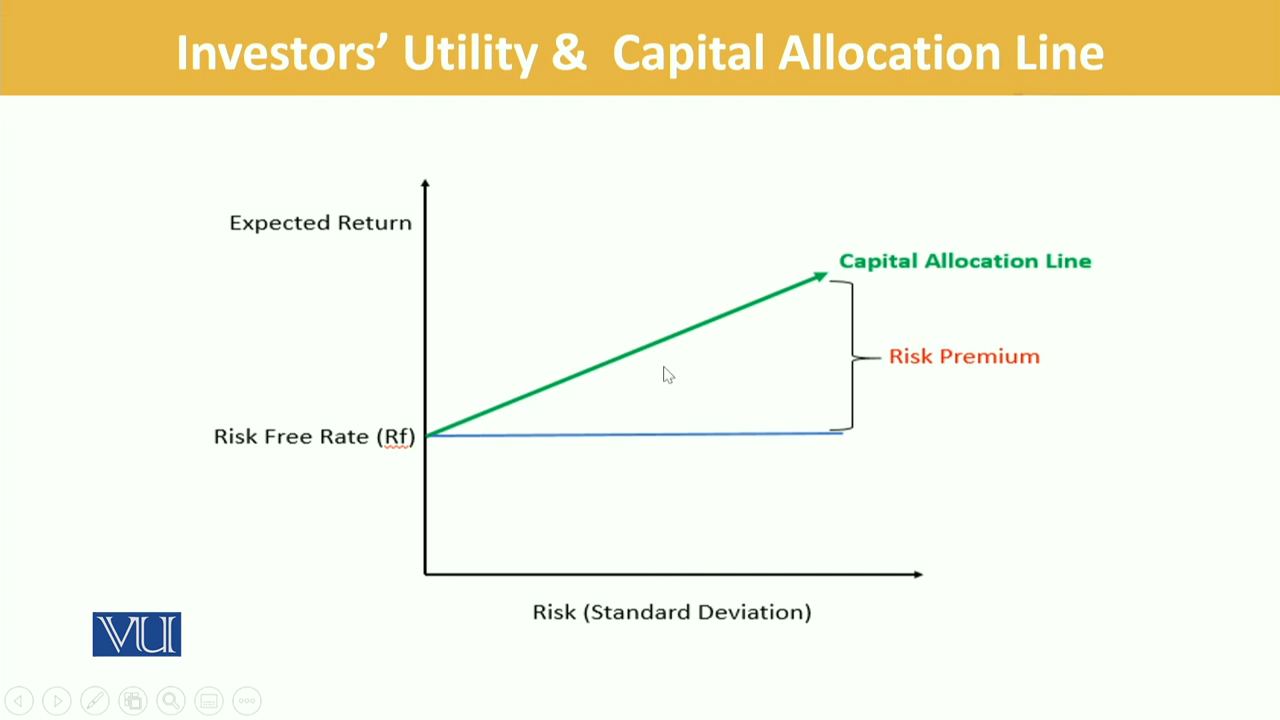 Investors’ Utility & Capital Allocation Line
Expected Return
Capital Allocation Line
Risk Premium
Risk Free Rate (Rf)
Risk (Standard Deviation)
VU